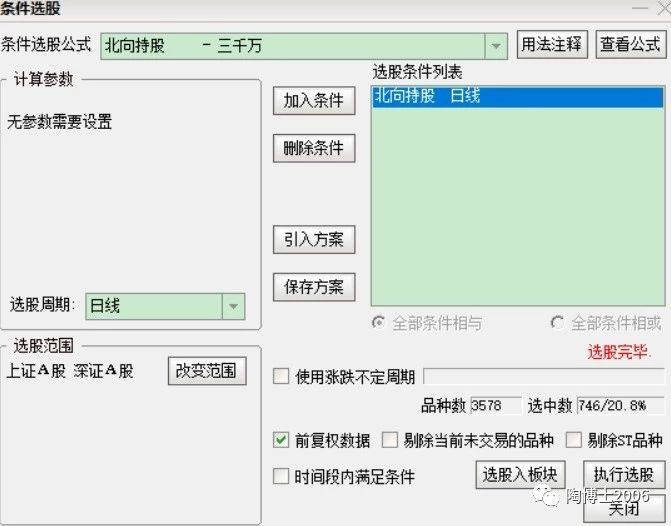 条件选股
条件选股公式 北向持股 - 三千万 用法注释 查看公式
计算参数
无参数需要设置
选股周期: 日线
加入条件
删除条件
引入方案
保存方案
选股条件列表
北向持股 日线
全部条件相与 全部条件相或
选股完毕.
选股范围
上证A股 深证A股 改变范围
使用涨跌不定周期
品种数 3578 选中数 746/20.8%
前复权数据 剔除当前未交易的品种 剔除ST品种
时间段内满足条件 选股入板块 执行选股
关闭
陶博士2006